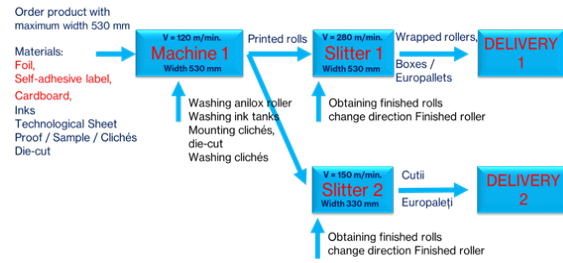 Order product with
maximum width 530 mm
Materials:
Foil,
Self-adhesive label,
Cardboard,
Inks
Technological Sheet
Proof / Sample / Clichés
Die-cut
V = 120 m/min.
Machine 1
Width 530 mm
Washing anilox roller
Washing ink tanks
Mounting clichés,
die-cut
Washing clichés
Printed rolls
V = 280 m/min.
Slitter 1
Width 530 mm
Obtaining finished rolls
change direction Finished roller
Wrapped rollers,
Boxes /
Europallets
DELIVERY
1
V = 150 m/min.
Slitter 2
Width 330 mm
Obtaining finished rolls
change direction Finished roller
Cutii
Europaleți
DELIVERY
2